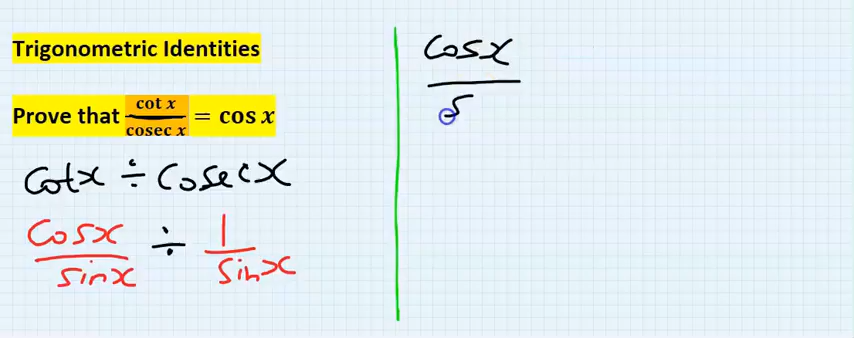 Trigonometric Identities
Prove that cot x / cosec x = cos x
cotx ÷ cosecx
cosx / sinx ÷ 1 / sinx
cosx / s